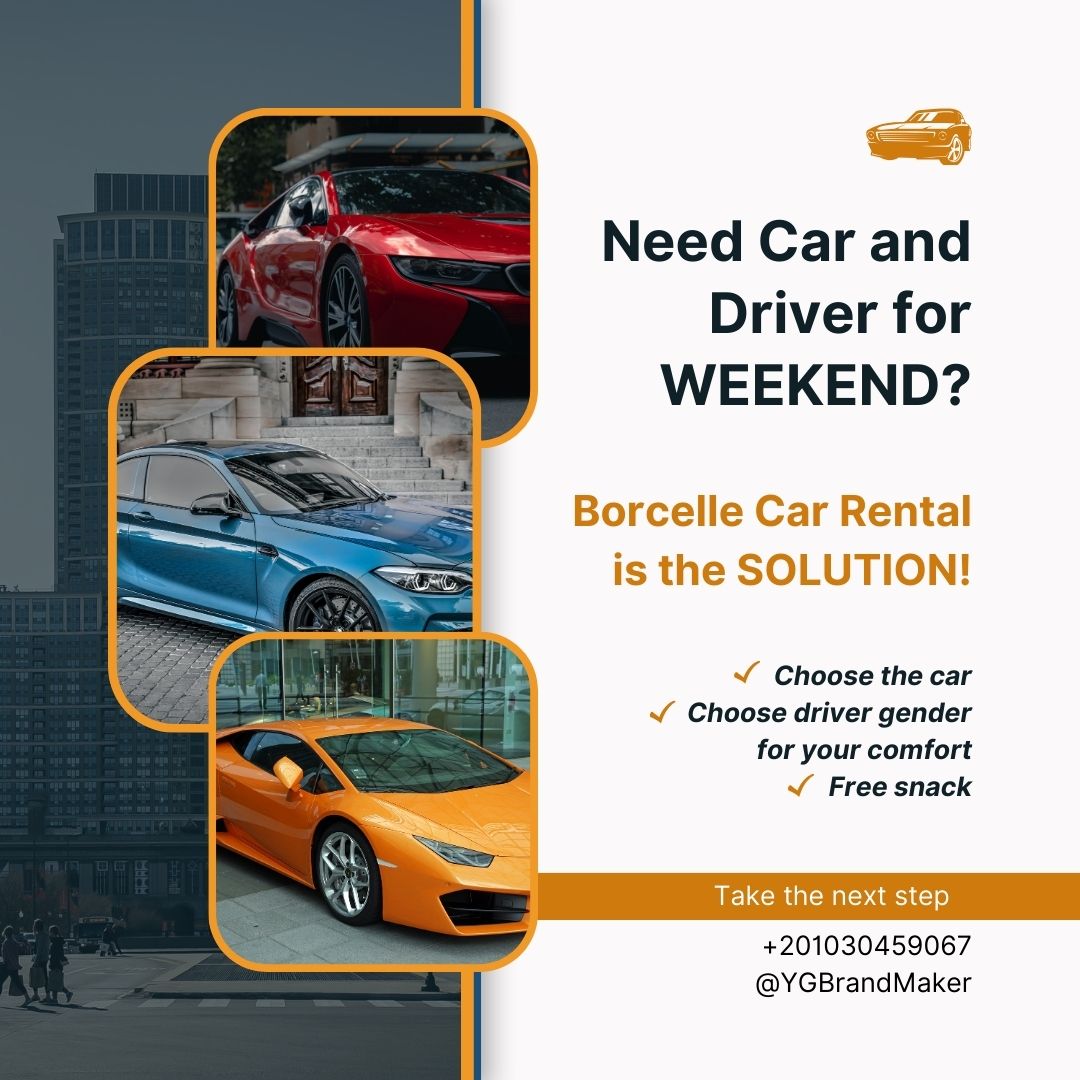 Need Car and
Driver for
WEEKEND?
Borcelle Car Rental
is the SOLUTION!
✓ Choose the car
✓ Choose driver gender
for your comfort
✓ Free snack
Take the next step
+201030459067
@YGBrandMaker